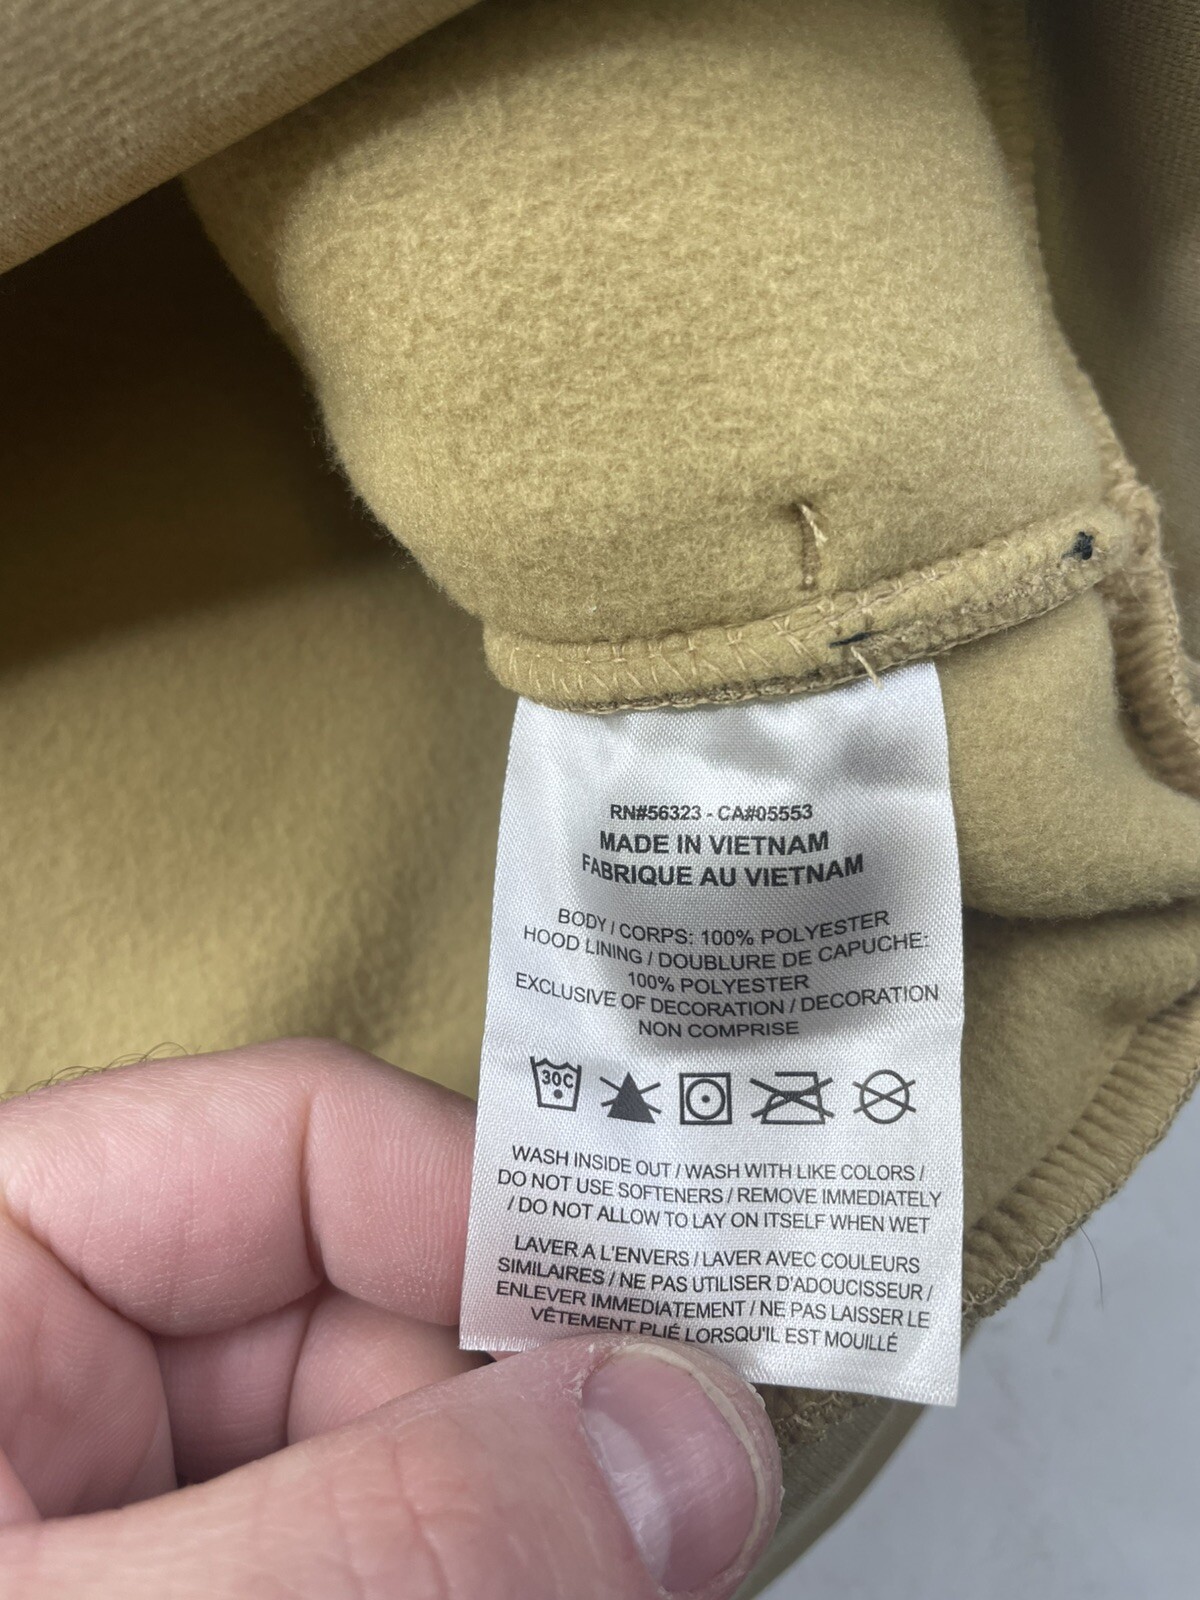 RN#56323 - CA#05553
MADE IN VIETNAM
FABRIQUE AU VIETNAM
BODY / CORPS: 100% POLYESTER
HOOD LINING / DOUBLURE DE CAPUCHE:
100% POLYESTER
EXCLUSIVE OF DECORATION / DECORATION
NON COMPRISE
30C
WASH INSIDE OUT / WASH WITH LIKE COLORS /
DO NOT USE SOFTENERS / REMOVE IMMEDIATELY
/ DO NOT ALLOW TO LAY ON ITSELF WHEN WET
LAVER A L'ENVERS / LAVER AVEC COULEURS
SIMILAIRES / NE PAS UTILISER D'ADOUCISSEUR /
ENLEVER IMMEDIATEMENT / NE PAS LAISSER LE
VÊTEMENT PLIÉ LORSQU'IL EST MOUILLÉ